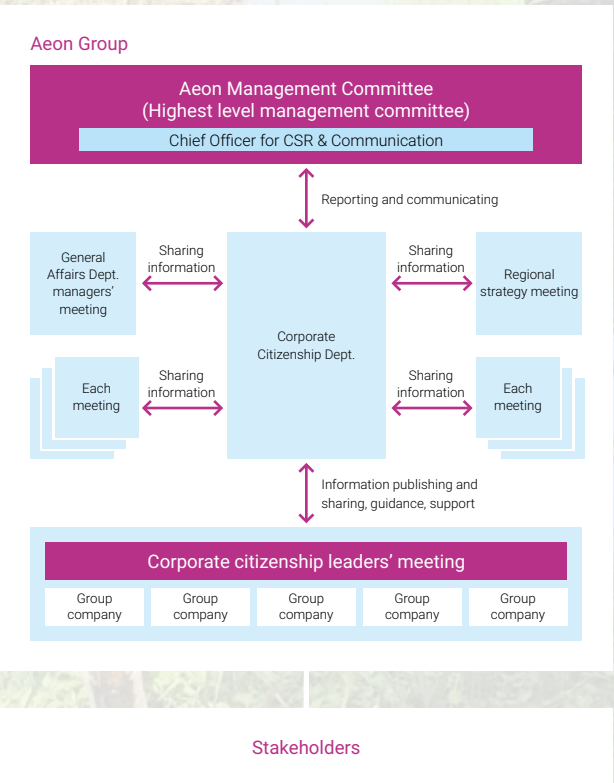 Aeon Group
Aeon Management Committee
(Highest level management committee)
Chief Officer for CSR & Communication
Reporting and communicating
General
Affairs Dept.
managers’
meeting
Sharing
information
Corporate
Citizenship Dept.
Sharing
information
Regional
strategy meeting
Each
meeting
Sharing
information
Sharing
information
Each
meeting
Information publishing and
sharing, guidance, support
Corporate citizenship leaders’ meeting
Group
company
Group
company
Group
company
Group
company
Group
company
Stakeholders